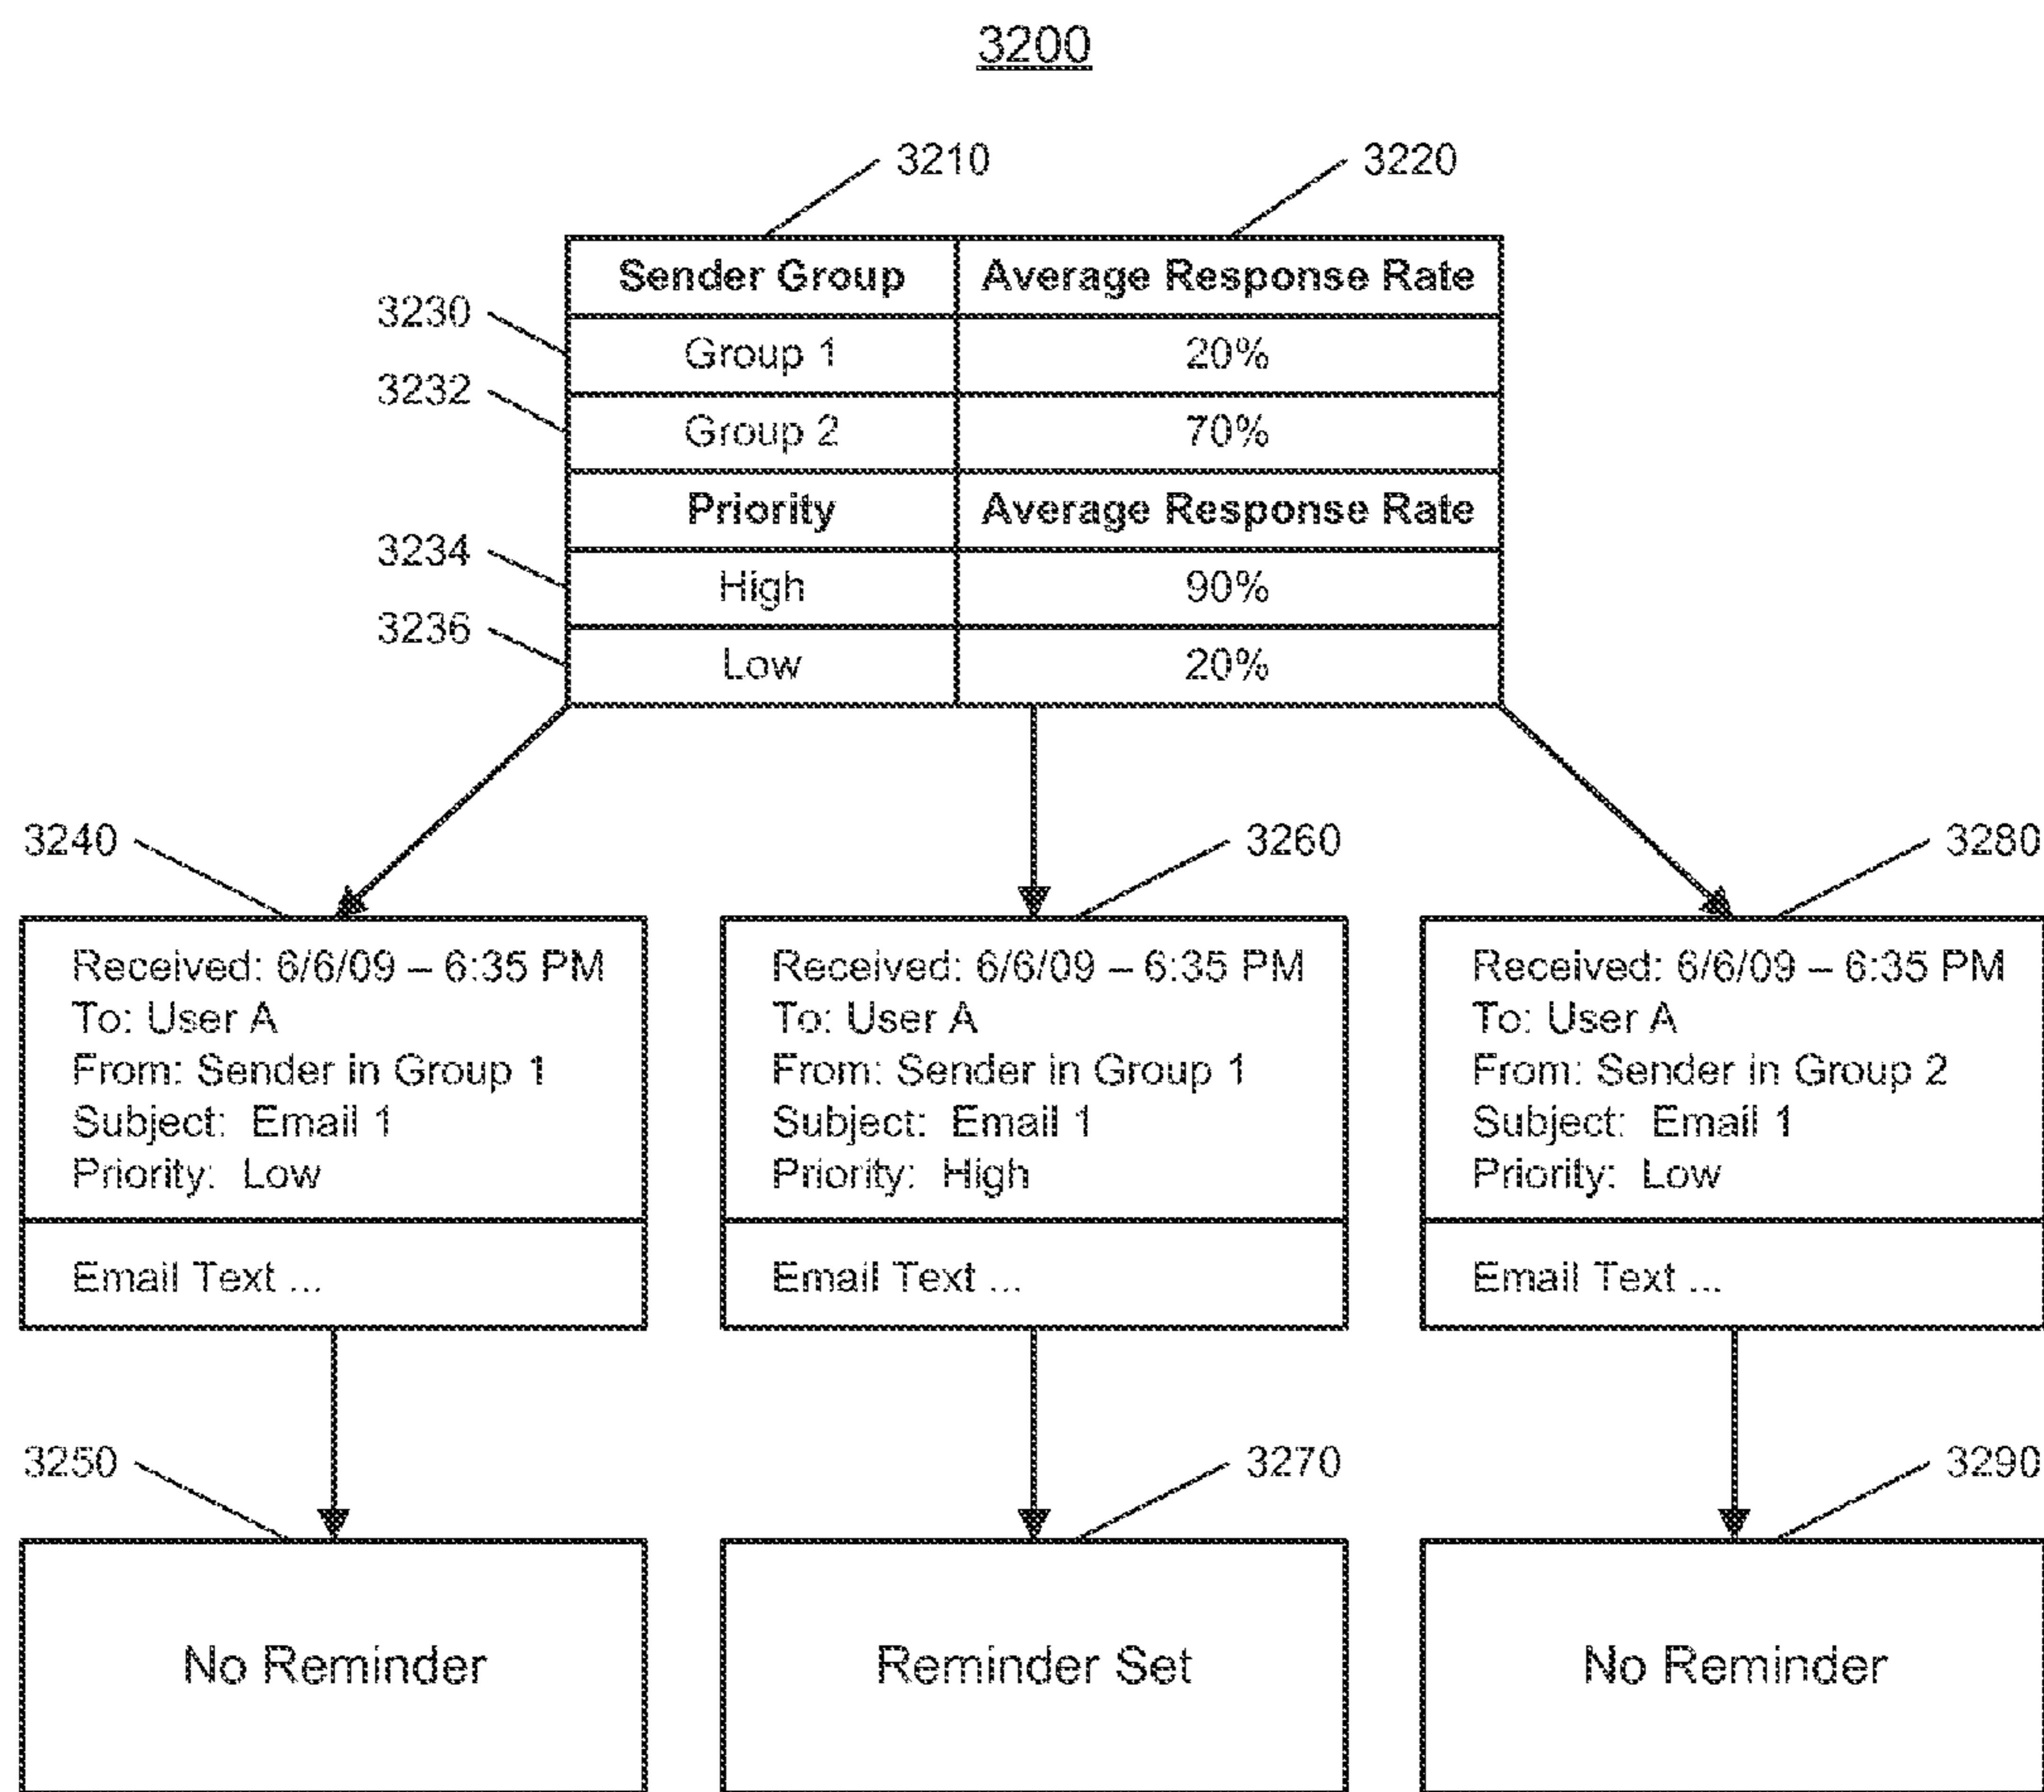 3200
3210
3220
Sender Group Average Response Rate
3230
Group 1 20%
3232
Group 2 70%
Priority Average Response Rate
3234
High 90%
3236
Low 20%
3240
3260
3280
Received: 6/6/09 – 6:35 PM
To: User A
From: Sender in Group 1
Subject: Email 1
Priority: Low
Email Text ...
Received: 6/6/09 – 6:35 PM
To: User A
From: Sender in Group 1
Subject: Email 1
Priority: High
Email Text ...
Received: 6/6/09 – 6:35 PM
To: User A
From: Sender in Group 2
Subject: Email 1
Priority: Low
Email Text ...
3250
3270
3290
No Reminder
Reminder Set
No Reminder